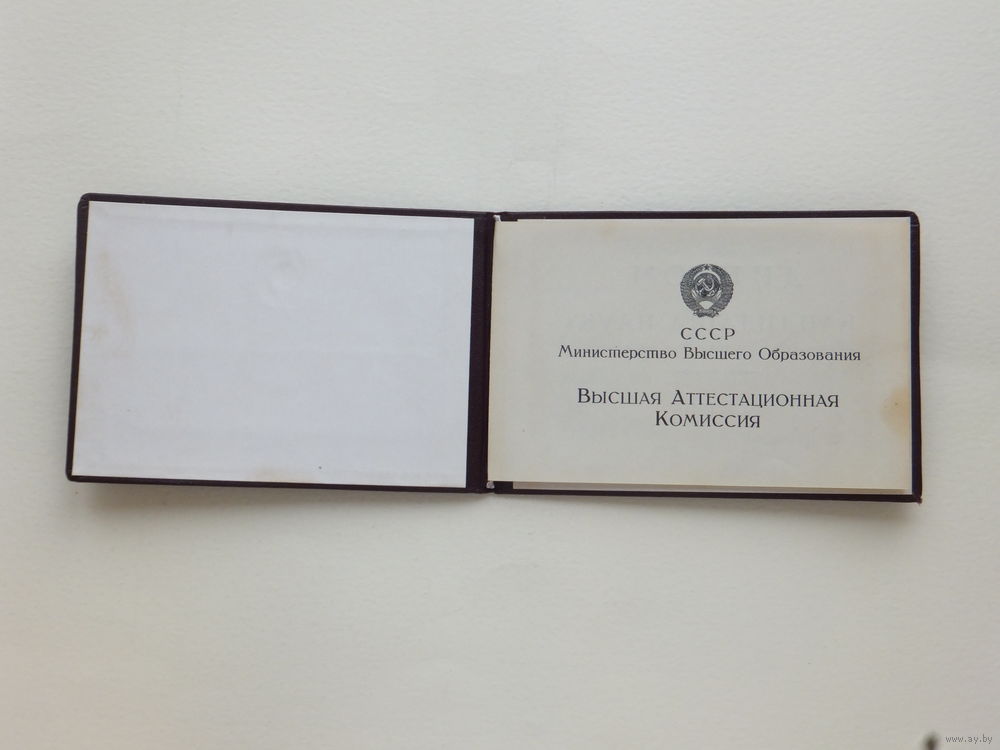 СССР
Министерство Высшего Образования
Высшая Аттестационная
Комиссия
www.ay.by